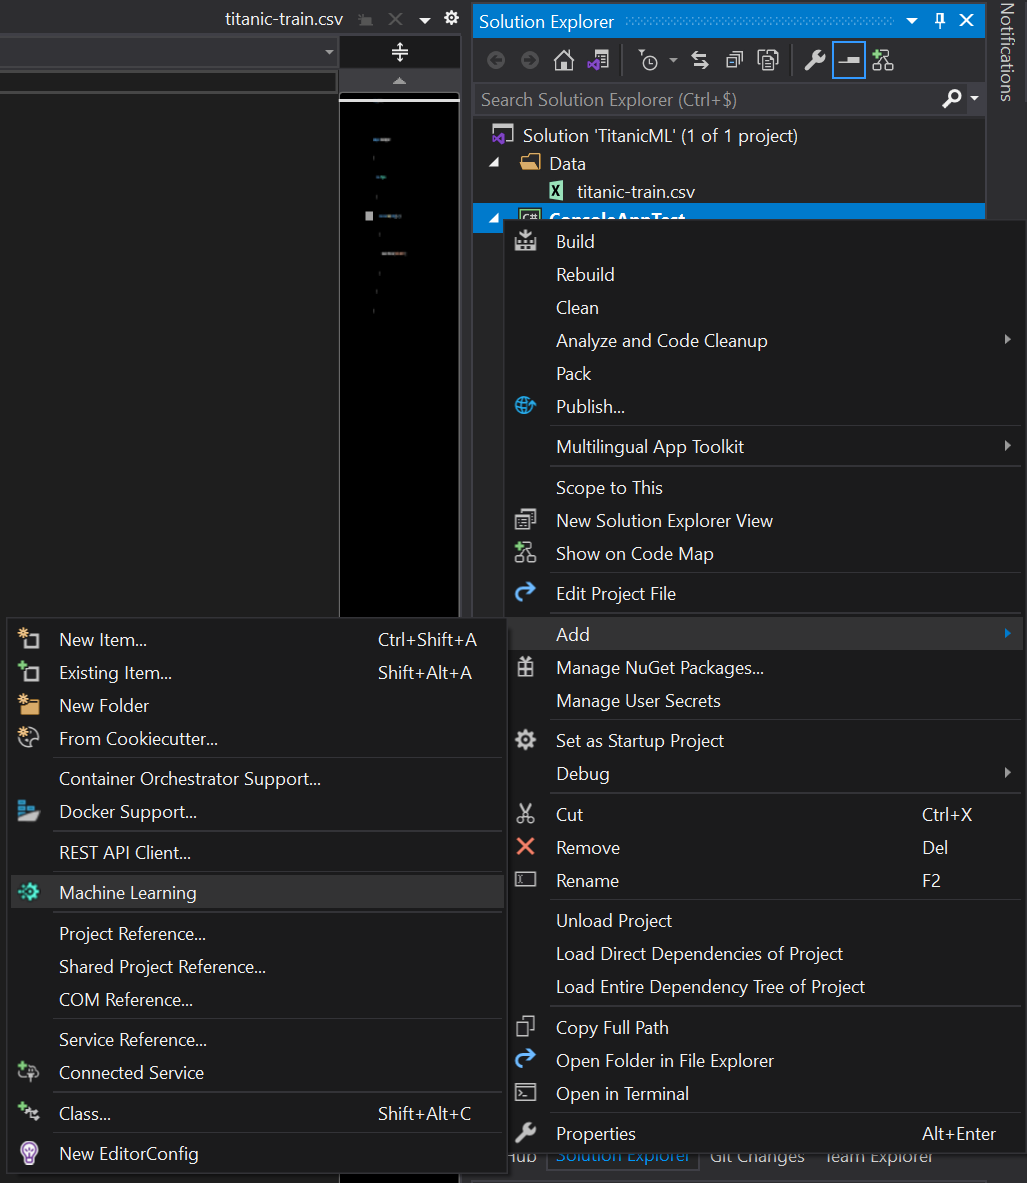 titanic-train.csv
Solution Explorer
Notifications
Search Solution Explorer (Ctrl+$)
Solution 'TitanicML' (1 of 1 project)
Data
titanic-train.csv
ConsoleAppTest
Build
Rebuild
Clean
Analyze and Code Cleanup
Pack
Publish...
Multilingual App Toolkit
Scope to This
New Solution Explorer View
Show on Code Map
Edit Project File
Add
Manage NuGet Packages...
Manage User Secrets
Set as Startup Project
Debug
Cut Ctrl+X
Remove Del
Rename F2
Unload Project
Load Direct Dependencies of Project
Load Entire Dependency Tree of Project
Copy Full Path
Open Folder in File Explorer
Open in Terminal
Properties Alt+Enter
New Item... Ctrl+Shift+A
Existing Item... Shift+Alt+A
New Folder
From Cookiecutter...
Container Orchestrator Support...
Docker Support...
REST API Client...
Machine Learning
Project Reference...
Shared Project Reference...
COM Reference...
Service Reference...
Connected Service
Class... Shift+Alt+C
New EditorConfig
Hub Solution Explorer Git Changes Team Explorer